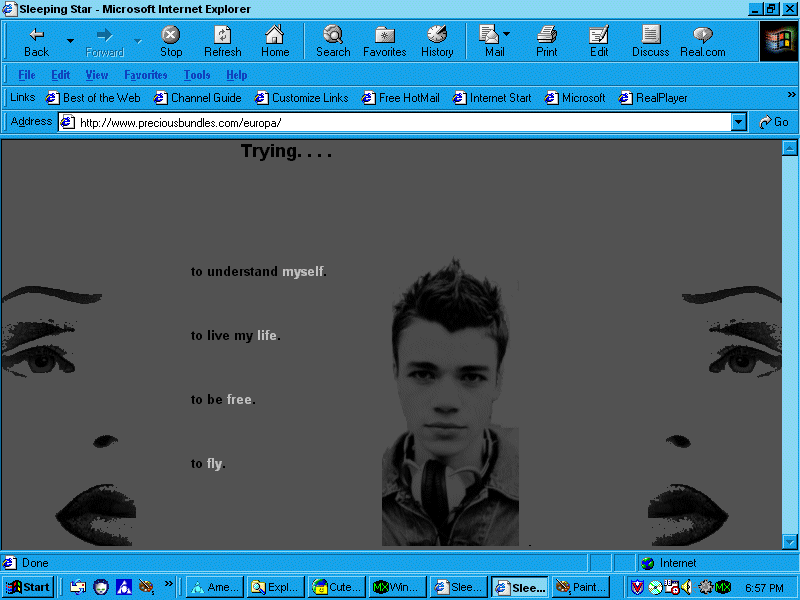 Sleeping Star - Microsoft Internet Explorer
Back Forward Stop Refresh Home Search Favorites History Mail Print Edit Discuss Real.com
File Edit View Favorites Tools Help
Links Best of the Web Channel Guide Customize Links Free HotMail Internet Start Microsoft RealPlayer »
Address http://www.preciousbundles.com/europa/ Go
Trying. . . .
to understand myself.
to live my life.
to be free.
to fly.
Done Internet
Start » Ame... Expl... Cute... Win... Slee... Slee... Paint... 6:57 PM